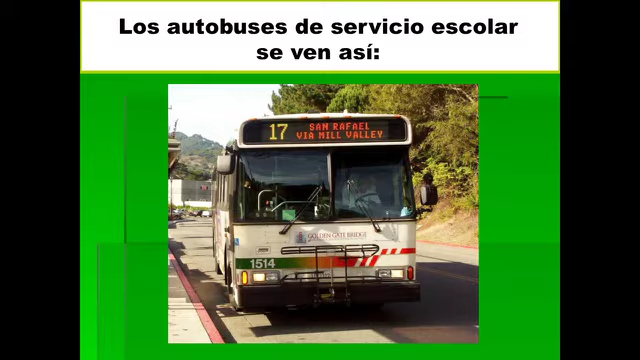 Los autobuses de servicio escolar
se ven así:
17 SAN RAFAEL
VIA MILL VALLEY
GOLDEN GATE BRIDGE
1514